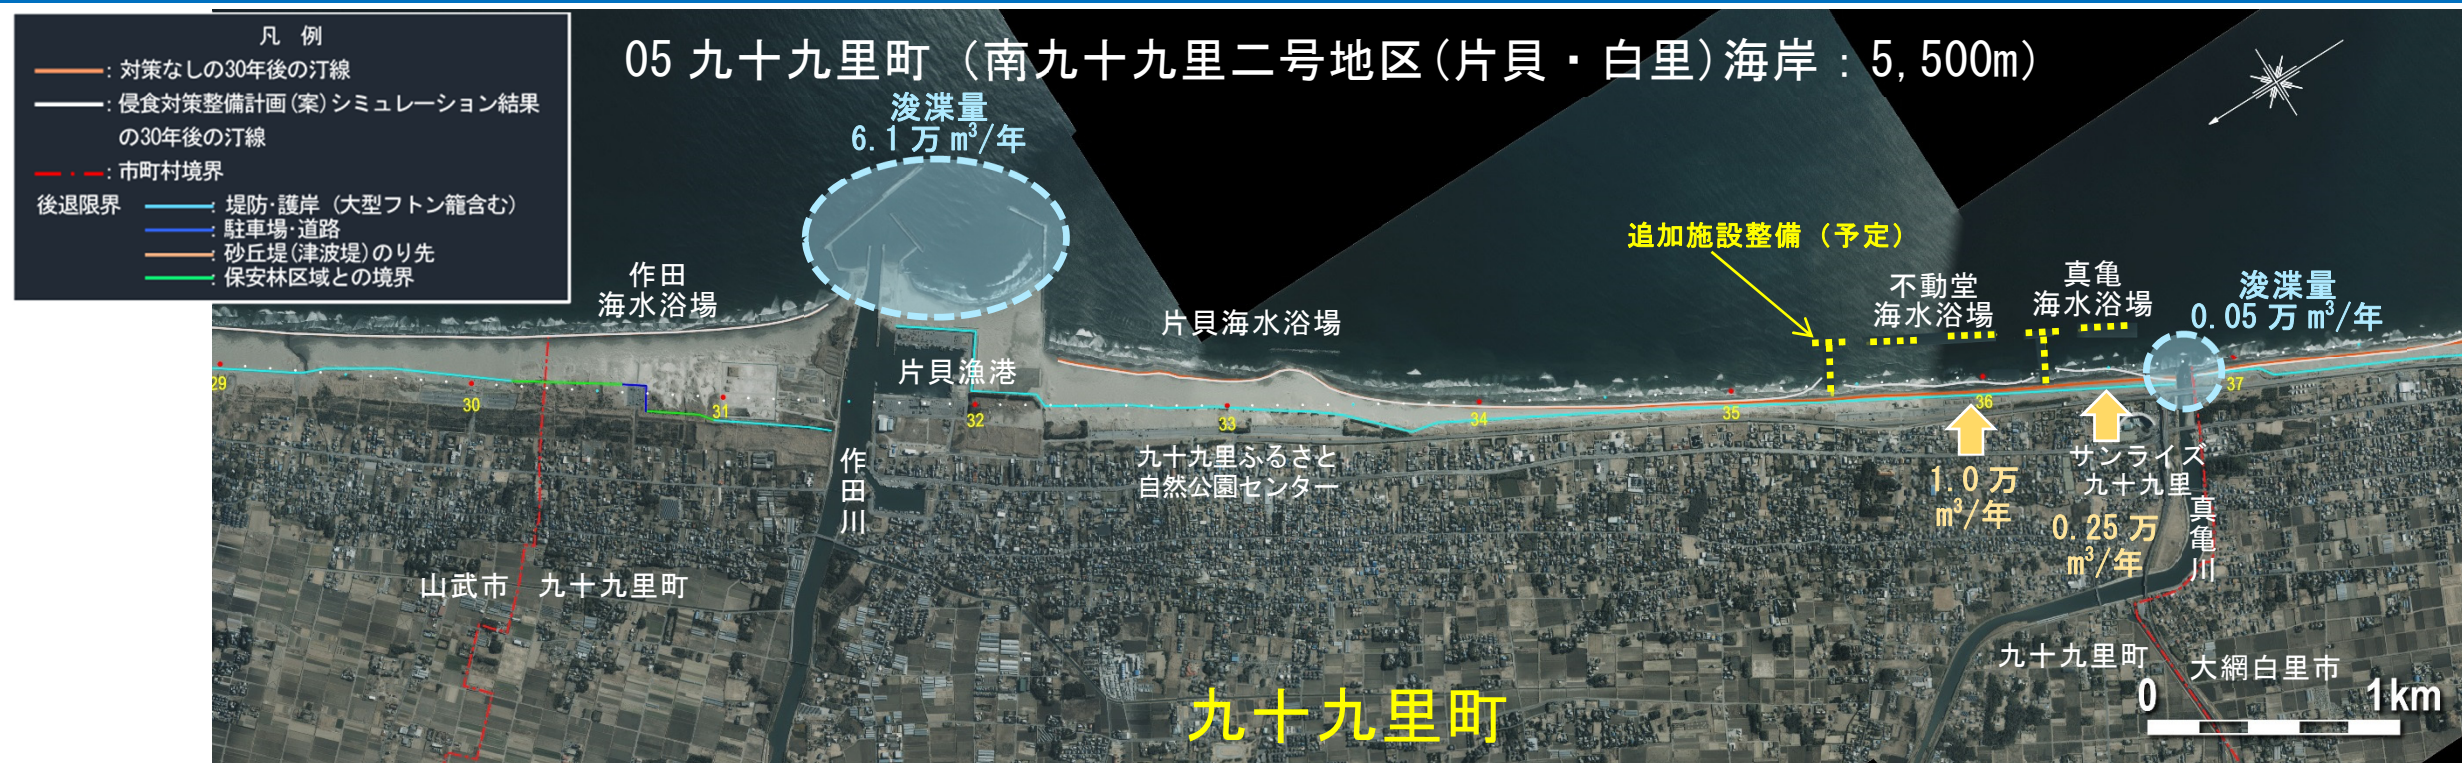 凡 例
: 対策なしの30年後の汀線
: 侵食対策整備計画(案)シミュレーション結果
の30年後の汀線
: 市町村境界
後退限界
: 堤防・護岸 (大型フトン籠含む)
: 駐車場・道路
: 砂丘堤(津波堤)のり先
: 保安林区域との境界
05 九十九里町 (南九十九里二号地区(片貝・白里)海岸 : 5,500m)
浚渫量
6.1 万 m³/年
作田
海水浴場
片貝海水浴場
追加施設整備 (予定)
不動堂
海水浴場
真亀
海水浴場
浚渫量
0.05 万 m³/年
片貝漁港
29
30
31
32
33
34
35
36
37
作田川
九十九里ふるさと
自然公園センター
1.0 万
m³/年
サンライズ
九十九里
0.25 万
m³/年
真亀川
山武市
九十九里町
九十九里町
九十九里町
大網白里市
0
1km